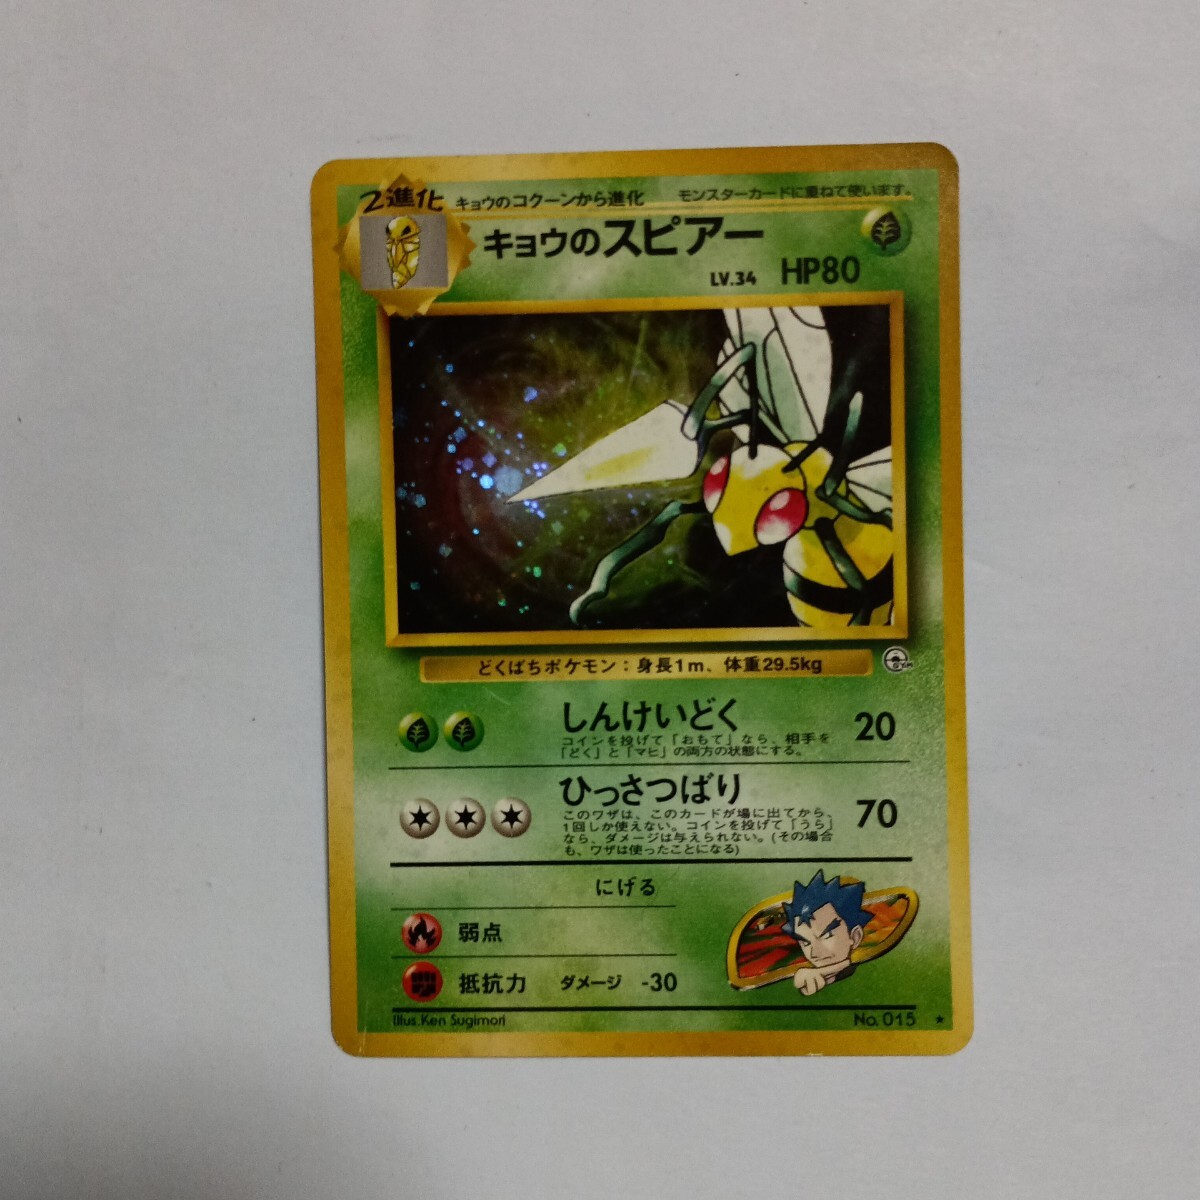 2進化 キョウのコクーンから進化 モンスターカードに重ねて使います。
キョウのスピアー
LV.34 HP80
どくばちポケモン：身長1m、体重29.5kg
GYM
しんけいどく 20
コインを投げて「おもて」なら、相手を
「どく」と「マヒ」の両方の状態にする。
ひっさつばり 70
このワザは、このカードが場に出てから、
1回しか使えない。コインを投げて「うら」
なら、ダメージは与えられない。(その場合
も、ワザは使ったことになる)
にげる
弱点
抵抗力 ダメージ -30
Illus. Ken Sugimori No. 015 ★